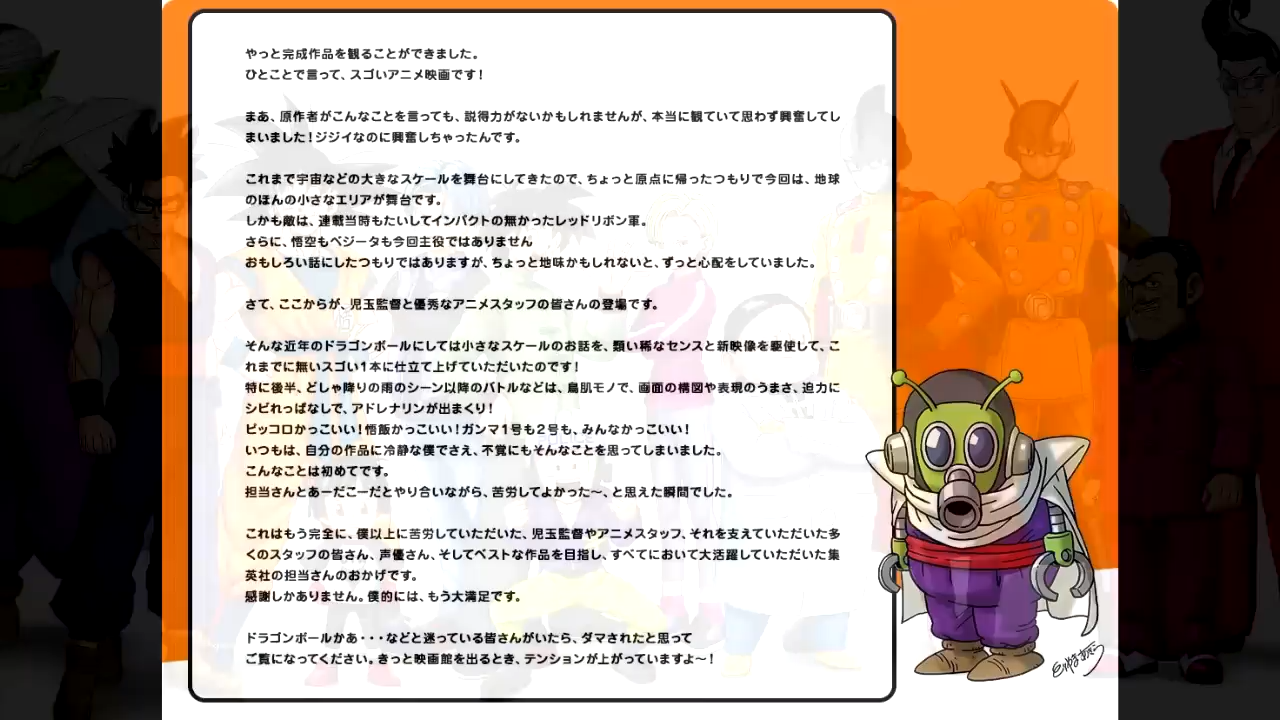 やっと完成作品を観ることができました。
ひとことで言って、スゴいアニメ映画です！
まあ、原作者がこんなことを言っても、説得力がないかもしれませんが、本当に観ていて思わず興奮してし
まいました！ジジイなのに興奮しちゃったんです。
これまで宇宙などの大きなスケールを舞台にしてきたので、ちょっと原点に帰ったつもりで今回は、地球
のほんの小さなエリアが舞台です。
しかも敵は、連載当時もたいしてインパクトの無かったレッドリボン軍。
さらに、悟空もベジータも今回主役ではありません
おもしろい話にしたつもりではありますが、ちょっと地味かもしれないと、ずっと心配をしていました。
さて、ここからが、児玉監督と優秀なアニメスタッフの皆さんの登場です。
そんな近年のドラゴンボールにしては小さなスケールのお話を、類い稀なセンスと新映像を駆使して、こ
れまでに無いスゴい1本に仕立て上げていただいたのです！
特に後半、どしゃ降りの雨のシーン以降のバトルなどは、鳥肌モノで、画面の構図や表現のうまさ、迫力に
シビれっぱなしで、アドレナリンが出まくり！
ピッコロかっこいい！悟飯かっこいい！ガンマ1号も2号も、みんなかっこいい！
いつもは、自分の作品に冷静な僕でさえ、不覚にもそんなことを思ってしまいました。
こんなことは初めてです。
担当さんとあーだこーだとやり合いながら、苦労してよかった〜、と思えた瞬間でした。
これはもう完全に、僕以上に苦労していただいた、児玉監督やアニメスタッフ、それを支えていただいた多
くのスタッフの皆さん、声優さん、そしてベストな作品を目指し、すべてにおいて大活躍していただいた集
英社の担当さんのおかげです。
感謝しかありません。僕的には、もう大満足です。
ドラゴンボールかあ・・・などと迷っている皆さんがいたら、ダマされたと思って
ご覧になってください。きっと映画館を出るとき、テンションが上がっていますよ〜！
とりやまあきら
2